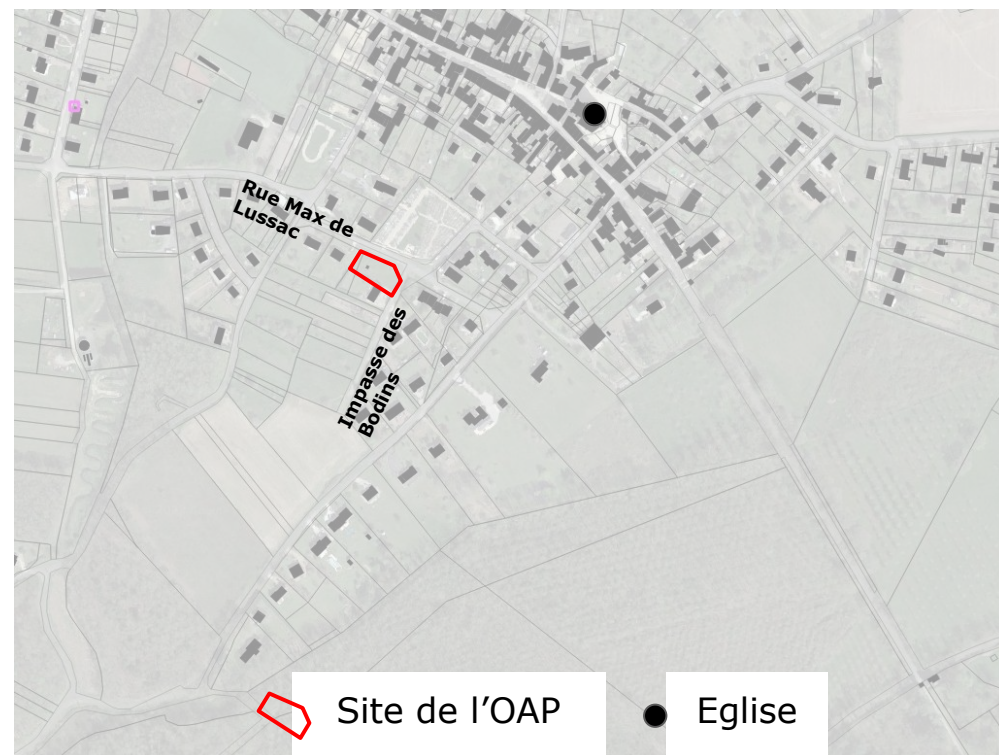 Rue Max de
Lussac
Impasse des
Bodins
Site de l'OAP
Eglise